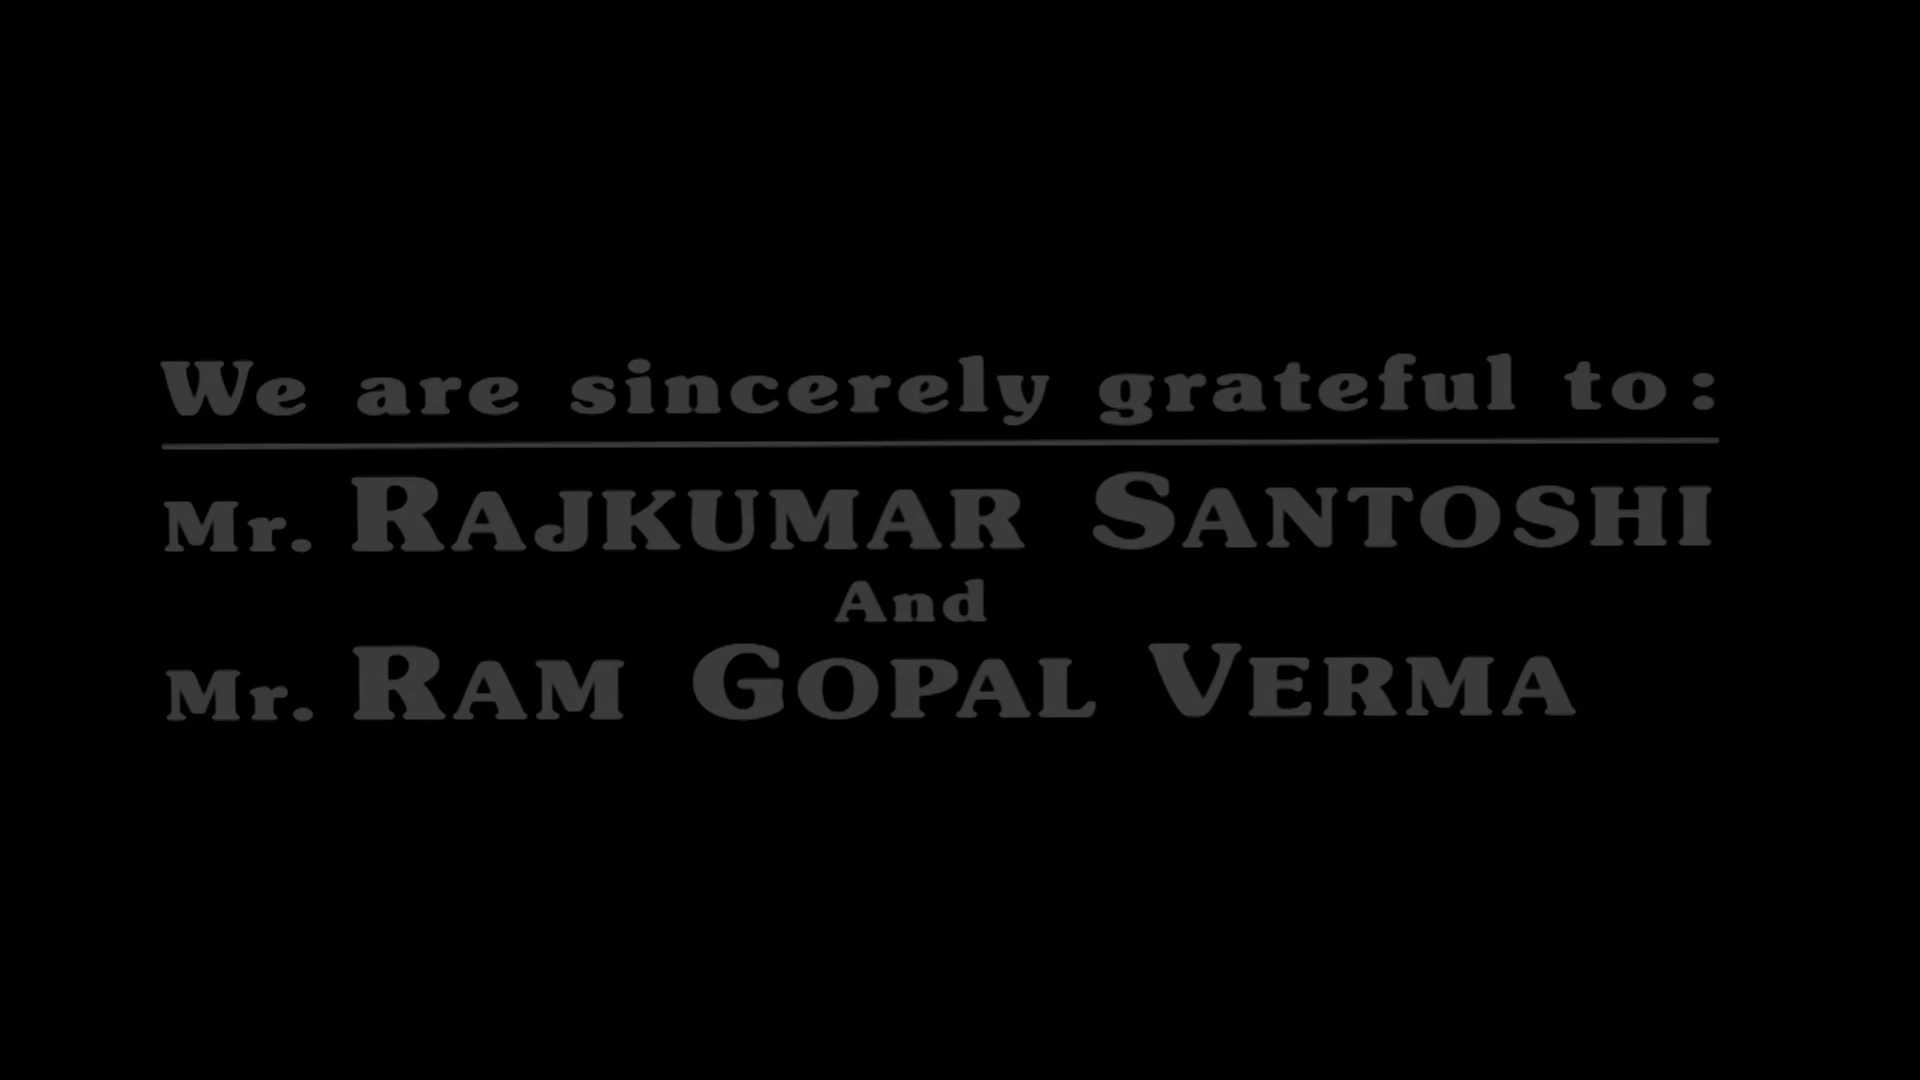 We are sincerely grateful to :
Mr. RAJKUMAR SANTOSHI
And
Mr. RAM GOPAL VERMA